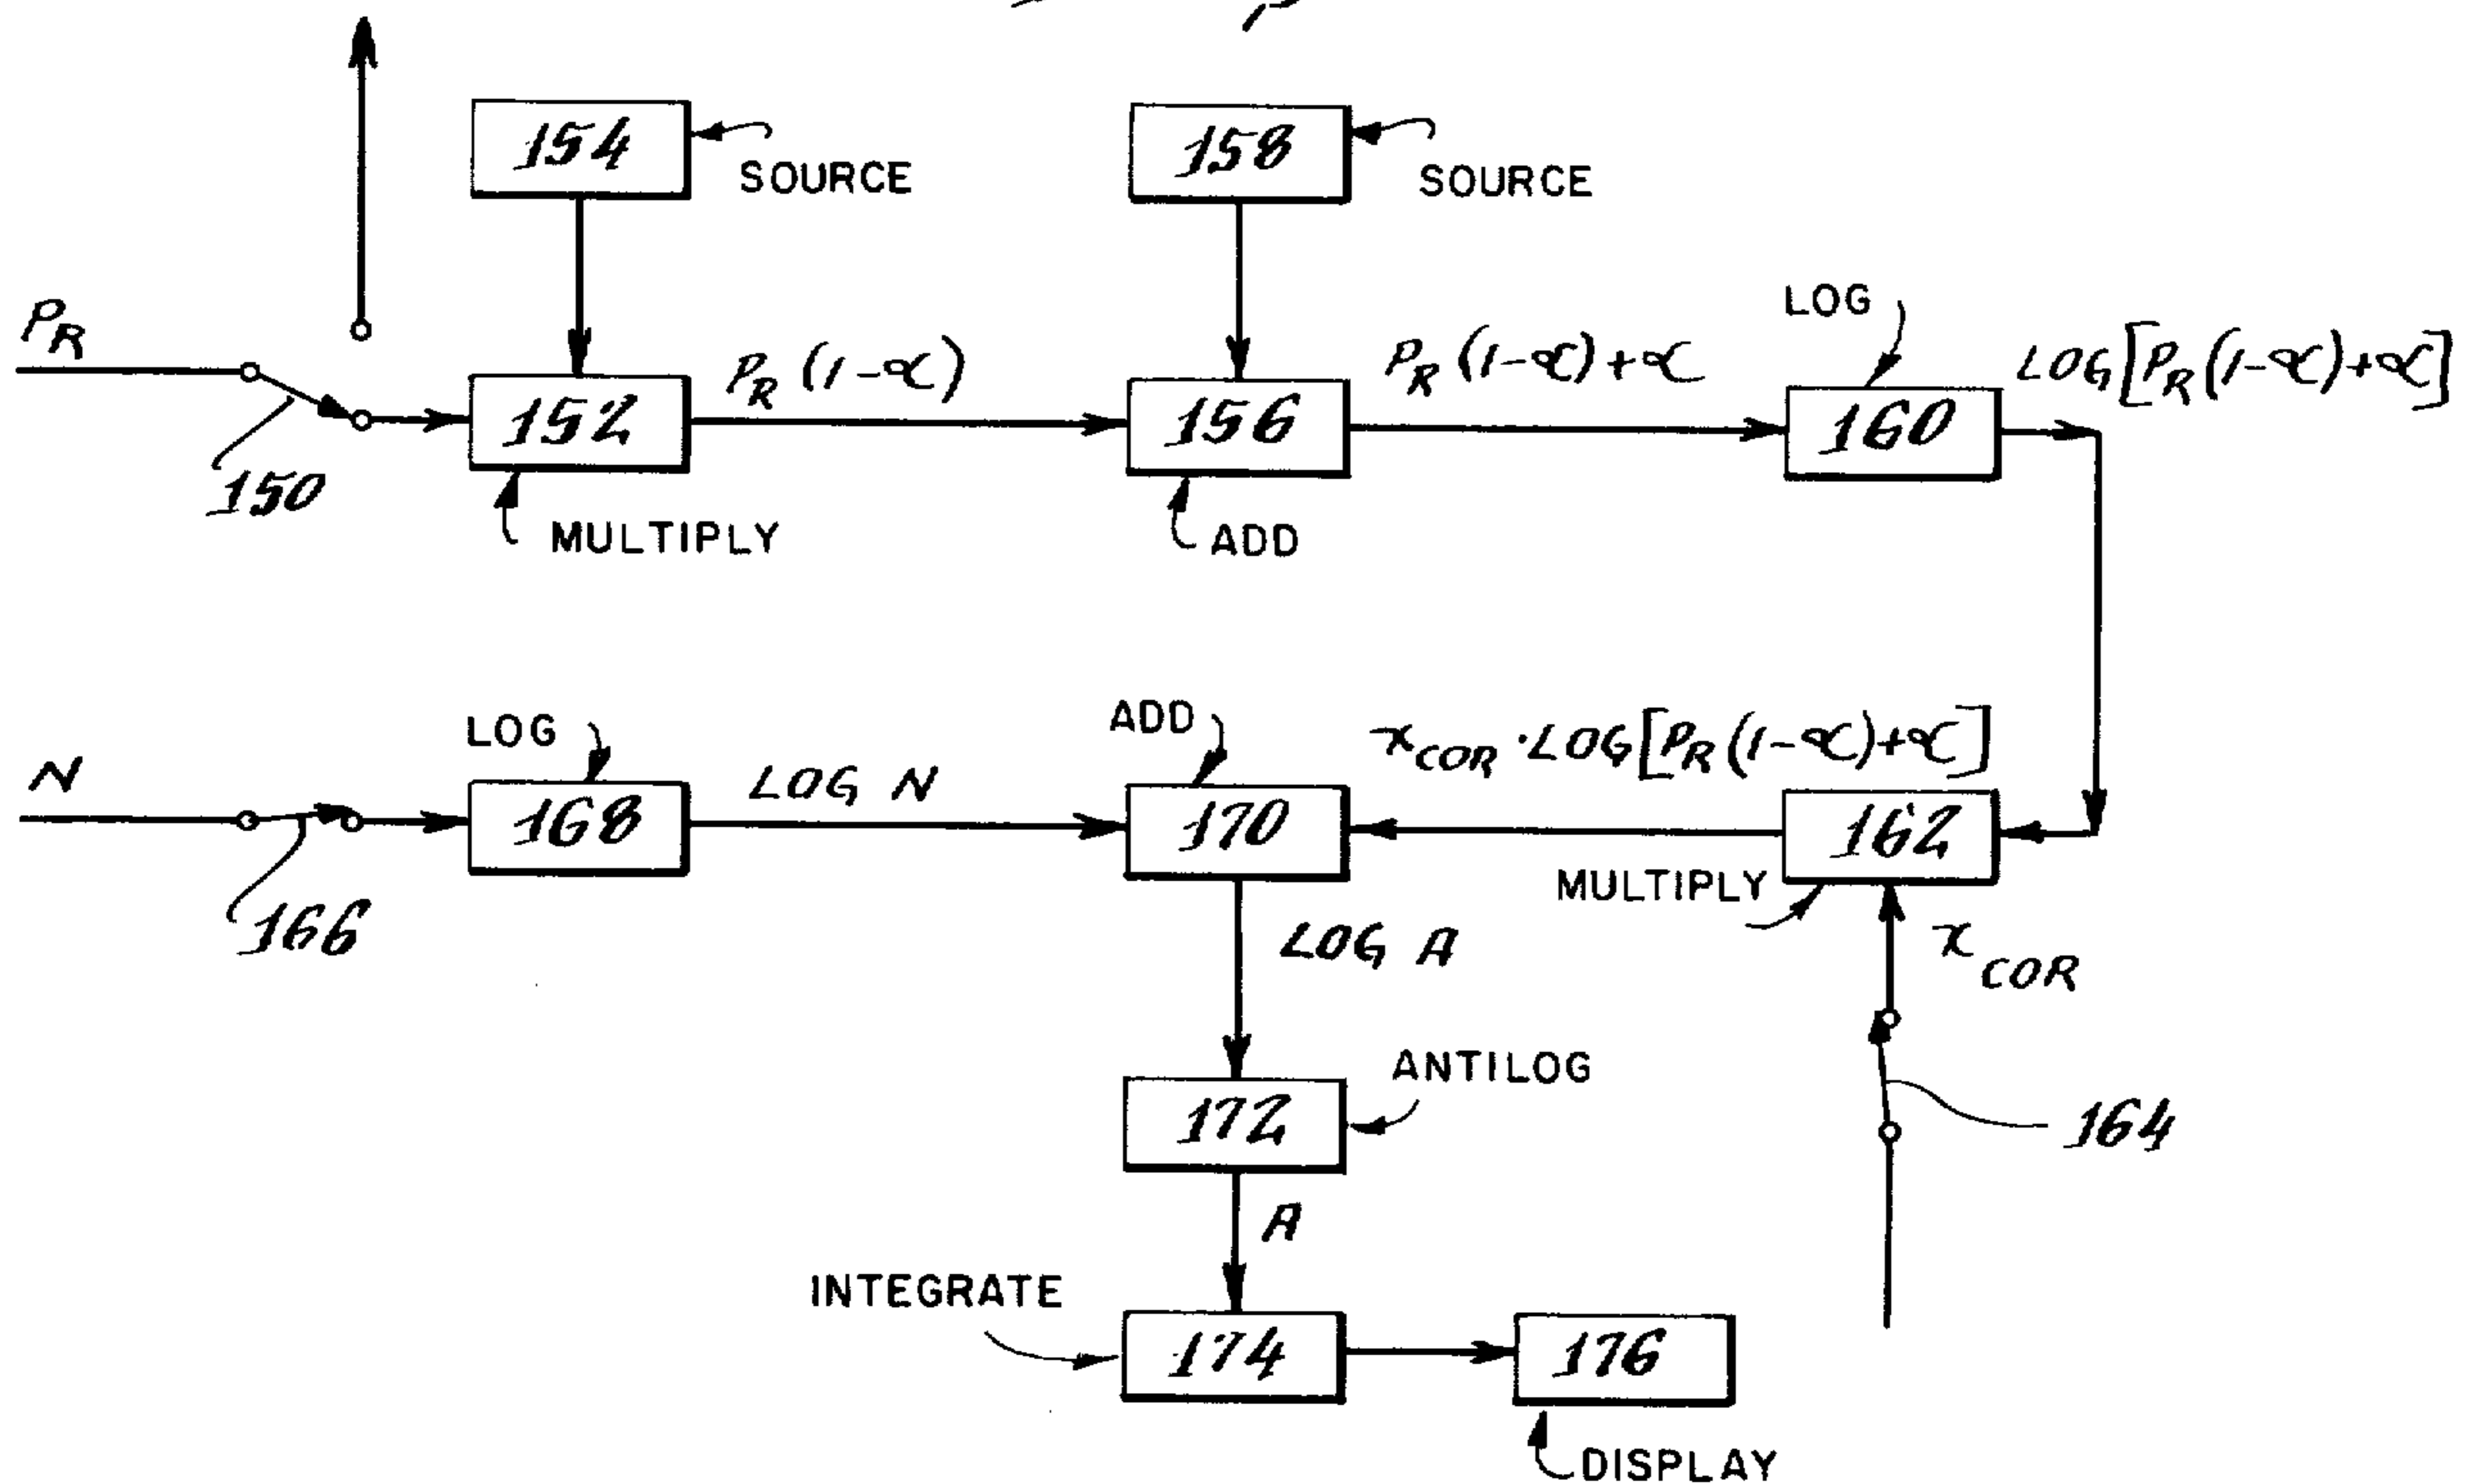 154
SOURCE
158
SOURCE
P_R
LOG
152
P_R (1-α)
156
P_R (1-α)+α
160
LOG[P_R(1-α)+α]
150
MULTIPLY
ADD
N
LOG
168
LOG N
ADD
170
x_COR · LOG[P_R(1-α)+α]
162
MULTIPLY
166
LOG A
x_COR
172
ANTILOG
164
A
INTEGRATE
174
176
DISPLAY